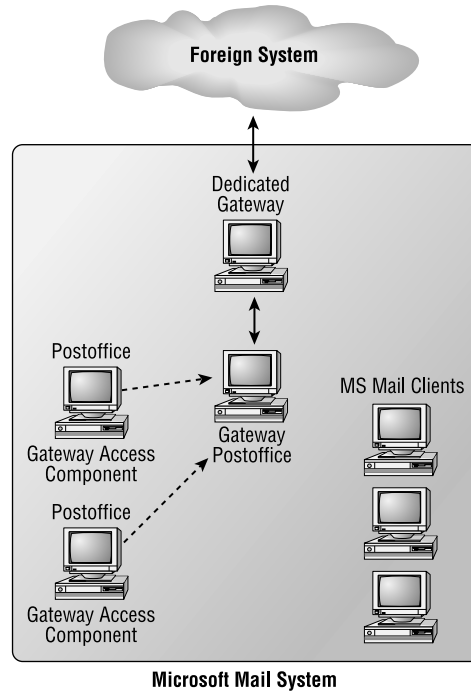 Foreign System
Dedicated
Gateway
Postoffice
Gateway Access
Component
Gateway
Postoffice
MS Mail Clients
Postoffice
Gateway Access
Component
Microsoft Mail System